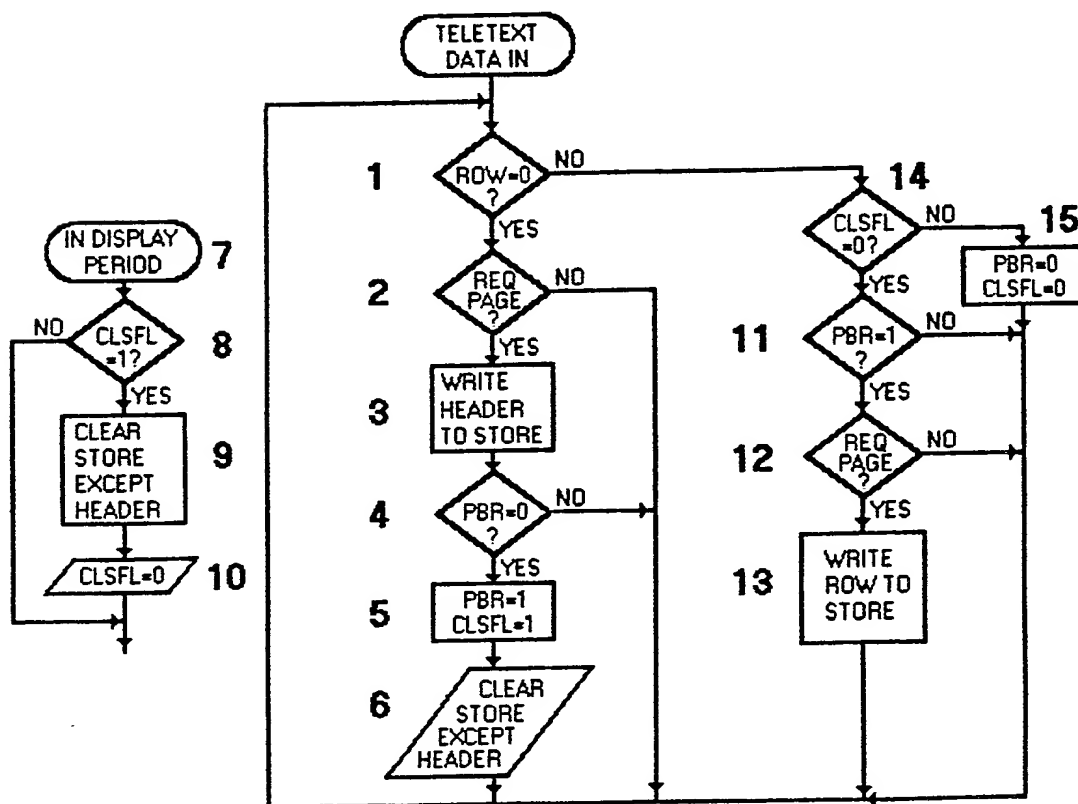 TELETEXT
DATA IN
1
ROW=0
?
NO
YES
2
REQ
PAGE
?
NO
YES
3
WRITE
HEADER
TO STORE
4
PBR=0
?
NO
YES
5
PBR=1
CLSFL=1
6
CLEAR
STORE
EXCEPT
HEADER
IN DISPLAY
PERIOD
7
NO
CLSFL
=1?
8
YES
CLEAR
STORE
EXCEPT
HEADER
9
CLSFL=0
10
14
CLSFL
=0?
NO
YES
15
PBR=0
CLSFL=0
11
PBR=1
?
NO
YES
12
REQ
PAGE
?
NO
YES
13
WRITE
ROW TO
STORE